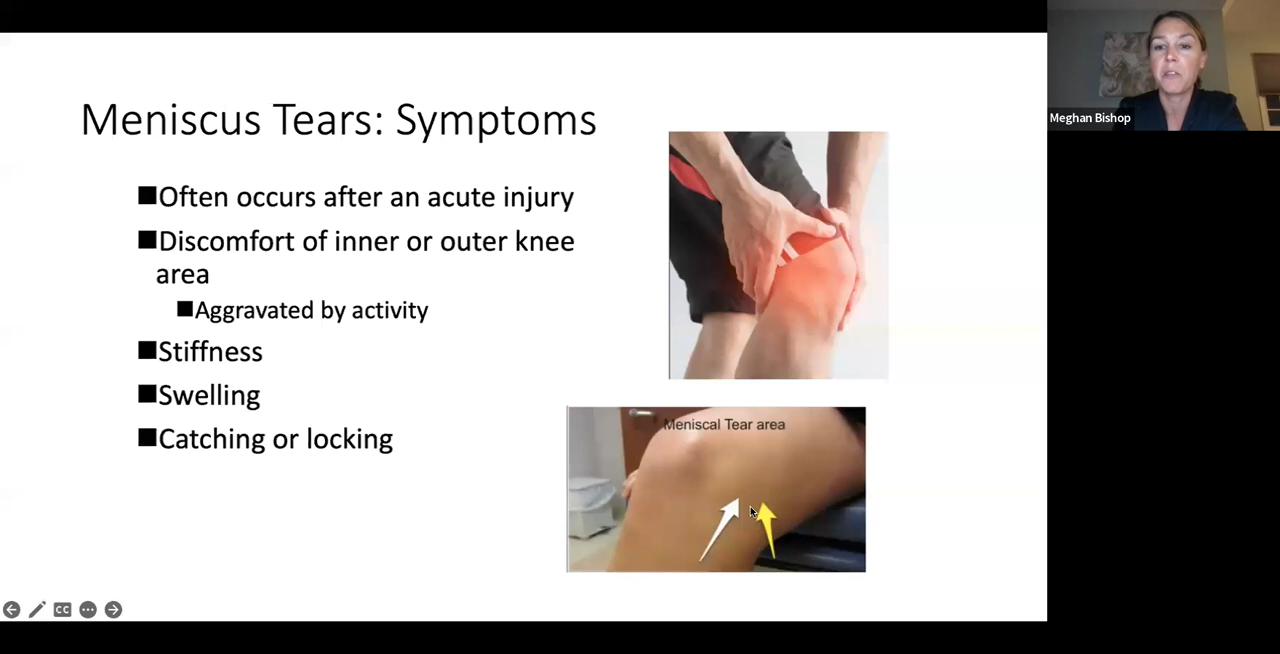 Meniscus Tears: Symptoms
Often occurs after an acute injury
Discomfort of inner or outer knee
area
Aggravated by activity
Stiffness
Swelling
Catching or locking
Meniscal Tear area
Meghan Bishop
CC